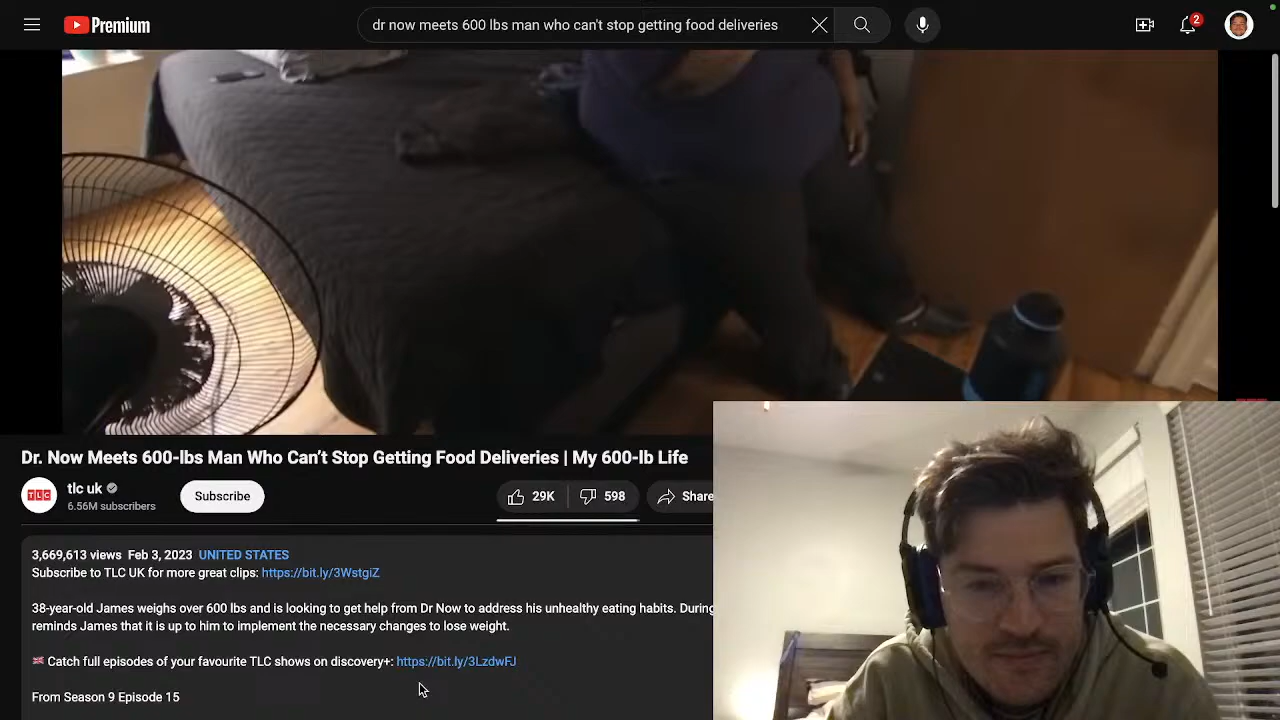 Premium
dr now meets 600 lbs man who can't stop getting food deliveries
2
Dr. Now Meets 600-lbs Man Who Can't Stop Getting Food Deliveries | My 600-lb Life
TLC
tlc uk
6.56M subscribers
Subscribe
29K
598
Share
3,669,613 views Feb 3, 2023 UNITED STATES
Subscribe to TLC UK for more great clips: https://bit.ly/3WstgiZ
38-year-old James weighs over 600 lbs and is looking to get help from Dr Now to address his unhealthy eating habits. During
reminds James that it is up to him to implement the necessary changes to lose weight.
Catch full episodes of your favourite TLC shows on discovery+: https://bit.ly/3LzdwFJ
From Season 9 Episode 15